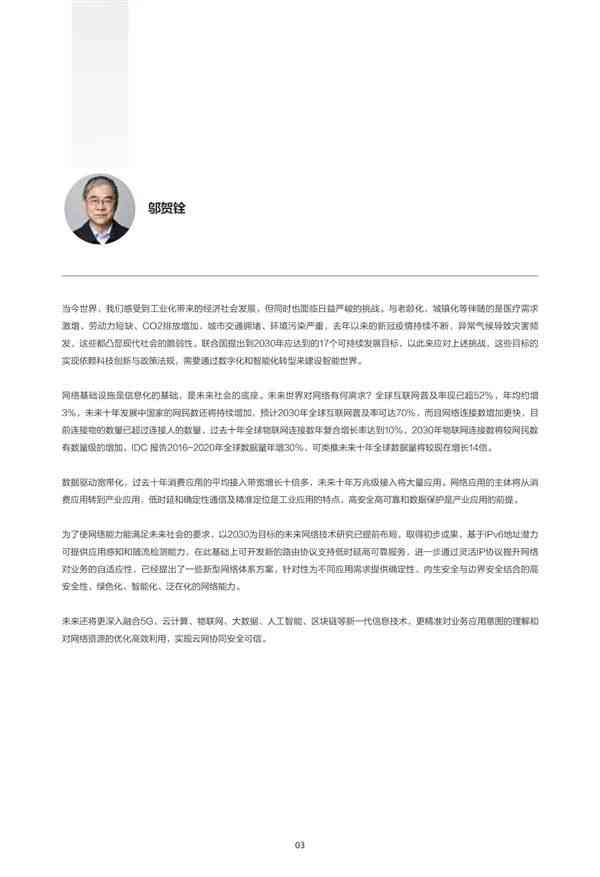 邬贺铨
当今世界，我们感受到工业化带来的经济社会发展，但同时也面临日益严峻的挑战。与老龄化、城镇化等伴随的是医疗需求
激增、劳动力短缺、CO2排放增加，城市交通拥堵、环境污染严重，去年以来的新冠疫情持续不断，异常气候导致灾害频
发，这些都凸显现代社会的脆弱性。联合国提出到2030年应达到的17个可持续发展目标，以此来应对上述挑战，这些目标的
实现依赖科技创新与政策法规，需要通过数字化和智能化转型来建设智能世界。
网络基础设施是信息化的基础，是未来社会的底座。未来世界对网络有何需求？全球互联网普及率现已超52%，年均约增
3%，未来十年发展中国家的网民数还将持续增加，预计2030年全球互联网普及率可达70%，而且网络连接数增加更快，目
前连接物的数量已超过连接人的数量，过去十年全球物联网连接数年复合增长率达到10%，2030年物联网连接数将较网民数
有数量级的增加。IDC 报告2016-2020年全球数据量年增30%，可类推未来十年全球数据量将较现在增长14倍。
数据驱动宽带化，过去十年消费应用的平均接入带宽增长十倍多，未来十年万兆级接入将大量应用。网络应用的主体将从消
费应用转到产业应用，低时延和确定性通信及精准定位是工业应用的特点，高安全高可靠和数据保护是产业应用的前提。
为了使网络能力能满足未来社会的要求，以2030为目标的未来网络技术研究已提前布局，取得初步成果，基于IPv6地址潜力
可提供应用感知和随流检测能力，在此基础上可开发新的路由协议支持低时延高可靠服务，进一步通过灵活IP协议提升网络
对业务的自适应性，已经提出了一些新型网络体系方案，针对性为不同应用需求提供确定性、内生安全与边界安全结合的高
安全性、绿色化、智能化、泛在化的网络能力。
未来还将更深入融合5G、云计算、物联网、大数据、人工智能、区块链等新一代信息技术，更精准对业务应用意图的理解和
对网络资源的优化高效利用，实现云网协同安全可信。
03